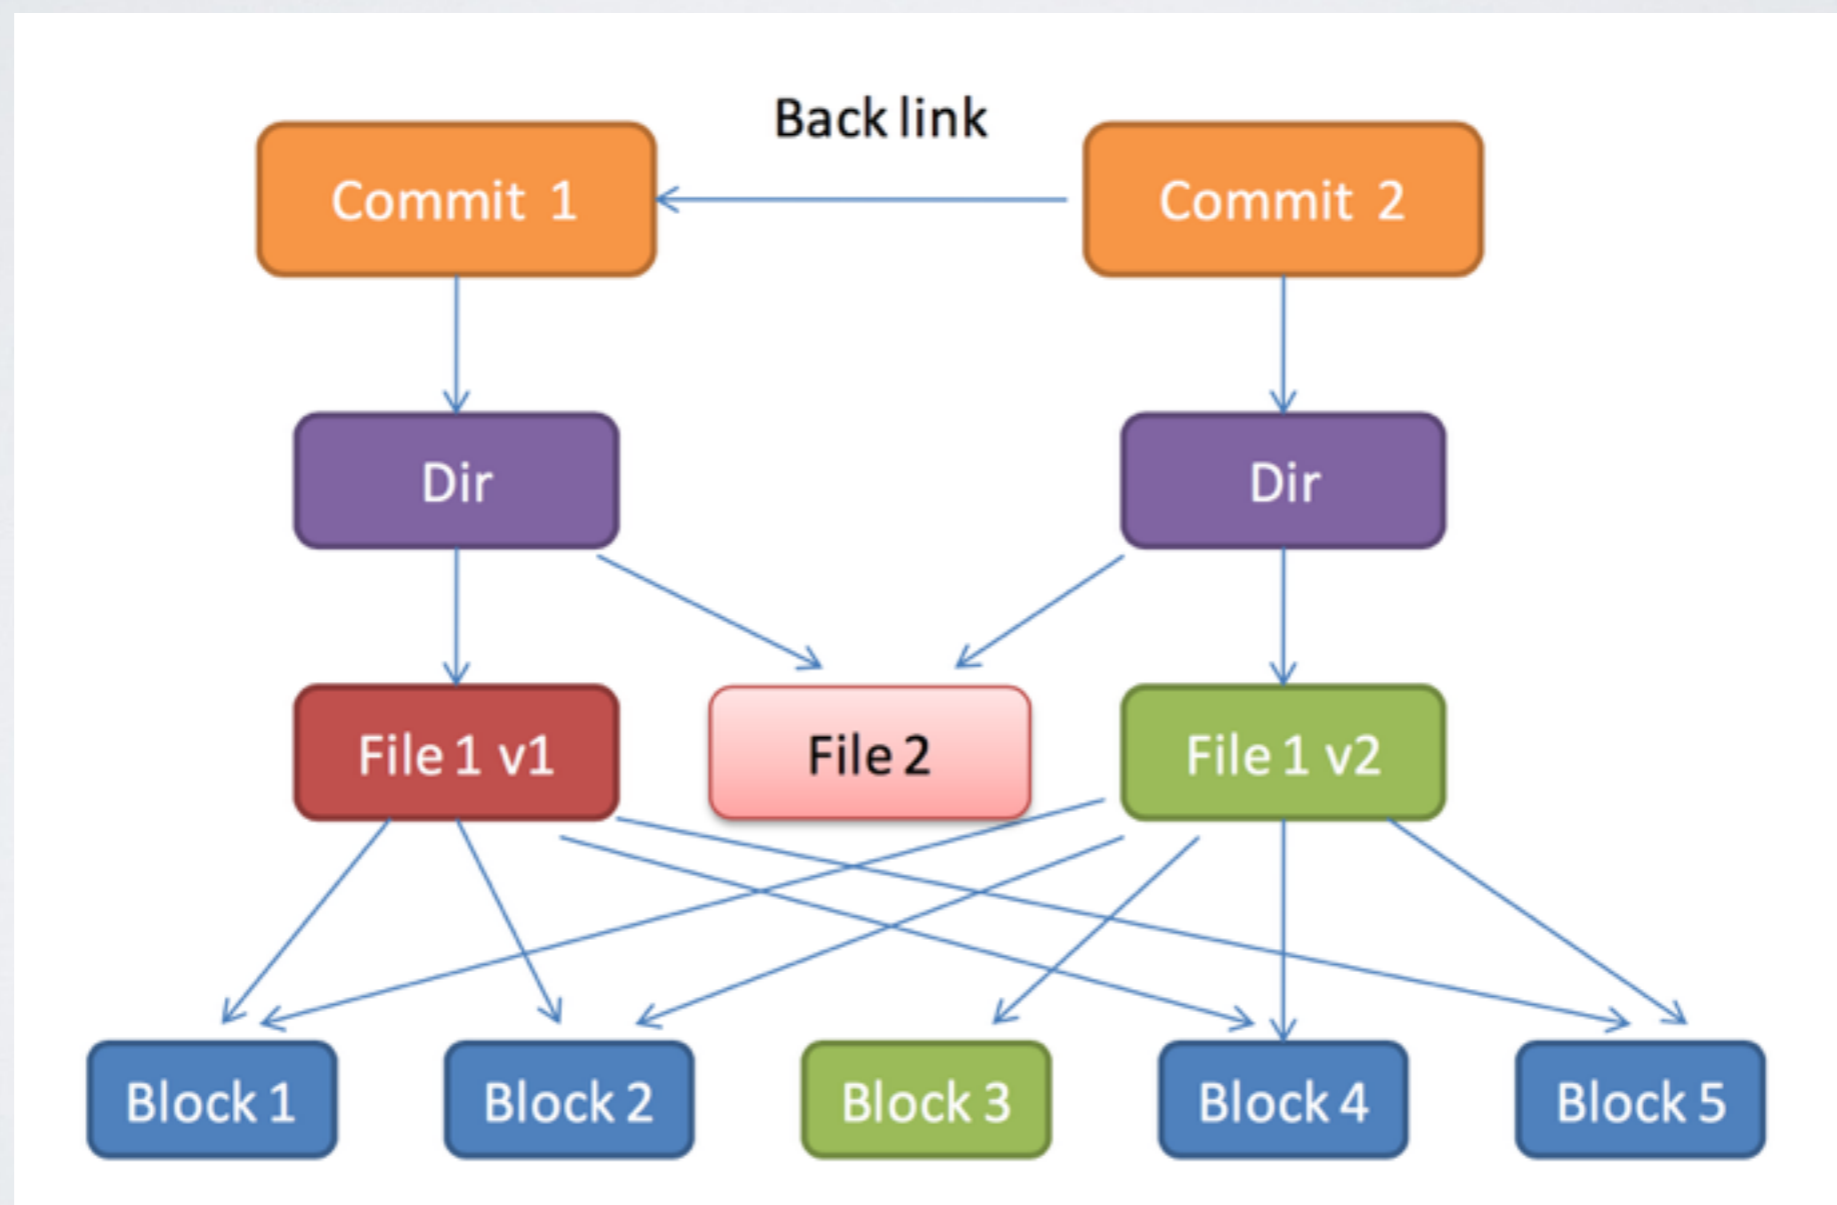 Back link
Commit 1
Commit 2
Dir
Dir
File 1 v1
File 2
File 1 v2
Block 1
Block 2
Block 3
Block 4
Block 5